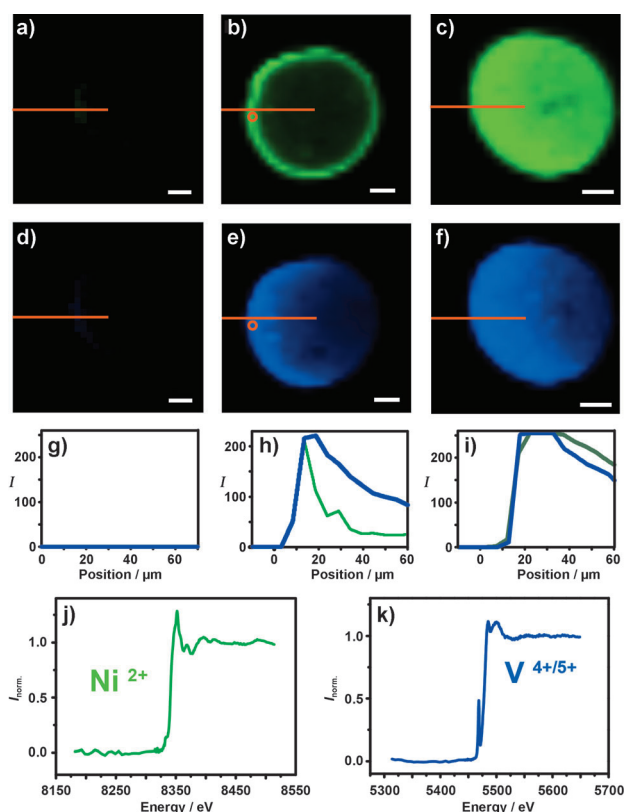 a)
b)
c)
d)
e)
f)
g)
200
100
0
I
0 20 40 60
Position / µm
h)
200
100
0
I
0 20 40 60
Position / µm
i)
200
100
0
I
0 20 40 60
Position / µm
j)
1.0
0.5
0.0
I norm.
Ni 2+
8150 8250 8350 8450 8550
Energy / eV
k)
1.0
0.5
0.0
I norm.
V 4+/5+
5300 5400 5500 5600 5700
Energy / eV